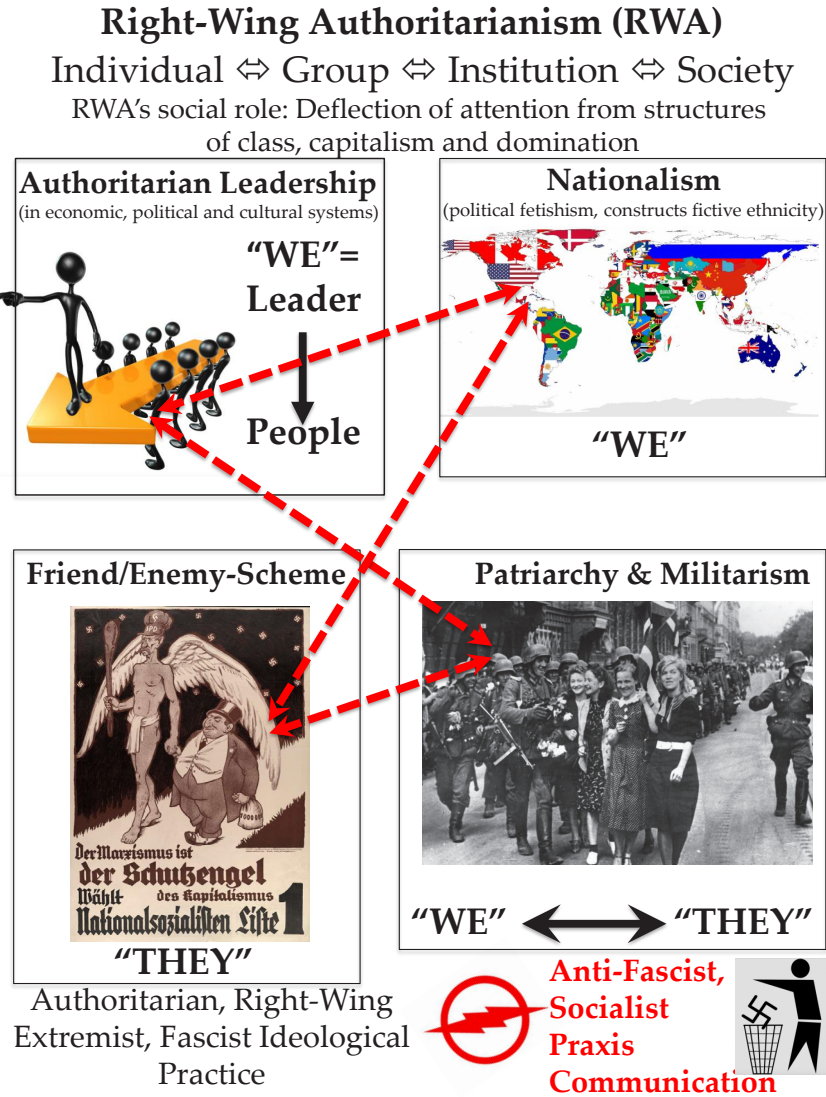 Right-Wing Authoritarianism (RWA)
Individual ⇔ Group ⇔ Institution ⇔ Society
RWA's social role: Deflection of attention from structures
of class, capitalism and domination
Authoritarian Leadership
(in economic, political and cultural systems)
"WE"=
Leader
People
Nationalism
(political fetishism, constructs fictive ethnicity)
"WE"
Friend/Enemy-Scheme
SPD
Der Marxismus ist
der Schutzengel
des Kapitalismus
Wählt
Nationalsozialisten Liste 1
"THEY"
Patriarchy & Militarism
"WE" "THEY"
Authoritarian, Right-Wing
Extremist, Fascist Ideological
Practice
Anti-Fascist,
Socialist
Praxis
Communication